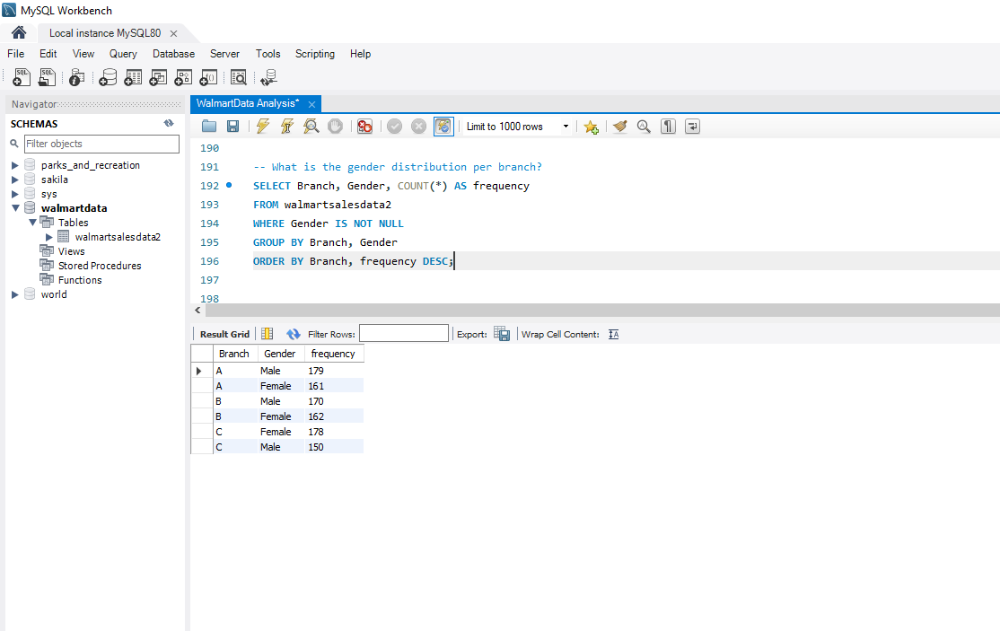 MySQL Workbench
Local instance MySQL80 ×
File Edit View Query Database Server Tools Scripting Help
SQL SQL
Navigator
SCHEMAS
Filter objects
parks_and_recreation
sakila
sys
walmartdata
Tables
walmartsalesdata2
Views
Stored Procedures
Functions
world
WalmartData Analysis* ×
Limit to 1000 rows
190
191 -- What is the gender distribution per branch?
192 SELECT Branch, Gender, COUNT(*) AS frequency
193 FROM walmartsalesdata2
194 WHERE Gender IS NOT NULL
195 GROUP BY Branch, Gender
196 ORDER BY Branch, frequency DESC;
197
198
Result Grid Filter Rows: Export: Wrap Cell Content: IA
Branch Gender frequency
A Male 179
A Female 161
B Male 170
B Female 162
C Female 178
C Male 150